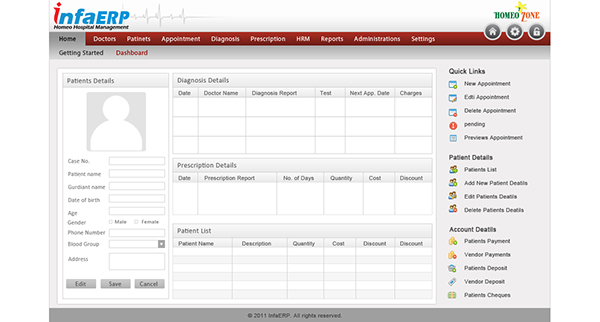 infaERP
Homeo Hospital Management
HOMEO ZONE
Home Doctors Patinets Appointment Diagnosis Prescription HRM Reports Administrations Settings
Getting Started Dashboard
Patients Details
Case No.
Patient name
Gurdiant name
Date of birth
Age
Gender Male Female
Phone Number
Blood Group
Address
Edit Save Cancel
Diagnosis Details
Date Doctor Name Diagnosis Report Test Next App. Date Charges
Prescription Details
Date Prescription Report No. of Days Quantity Cost Discount
Patient List
Patient Name Description Quantity Cost Discount Discount
Quick Links
New Appointment
Edti Appointment
Delete Appointment
pending
Previews Appointment
Patient Details
Patients List
Add New Patient Deatils
Edit Patients Deatils
Delete Patients Deatils
Account Deatils
Patients Payment
Vendor Payments
Patients Deposit
Vendor Deposit
Patients Cheques
© 2011 InfaERP. All rights reserved.